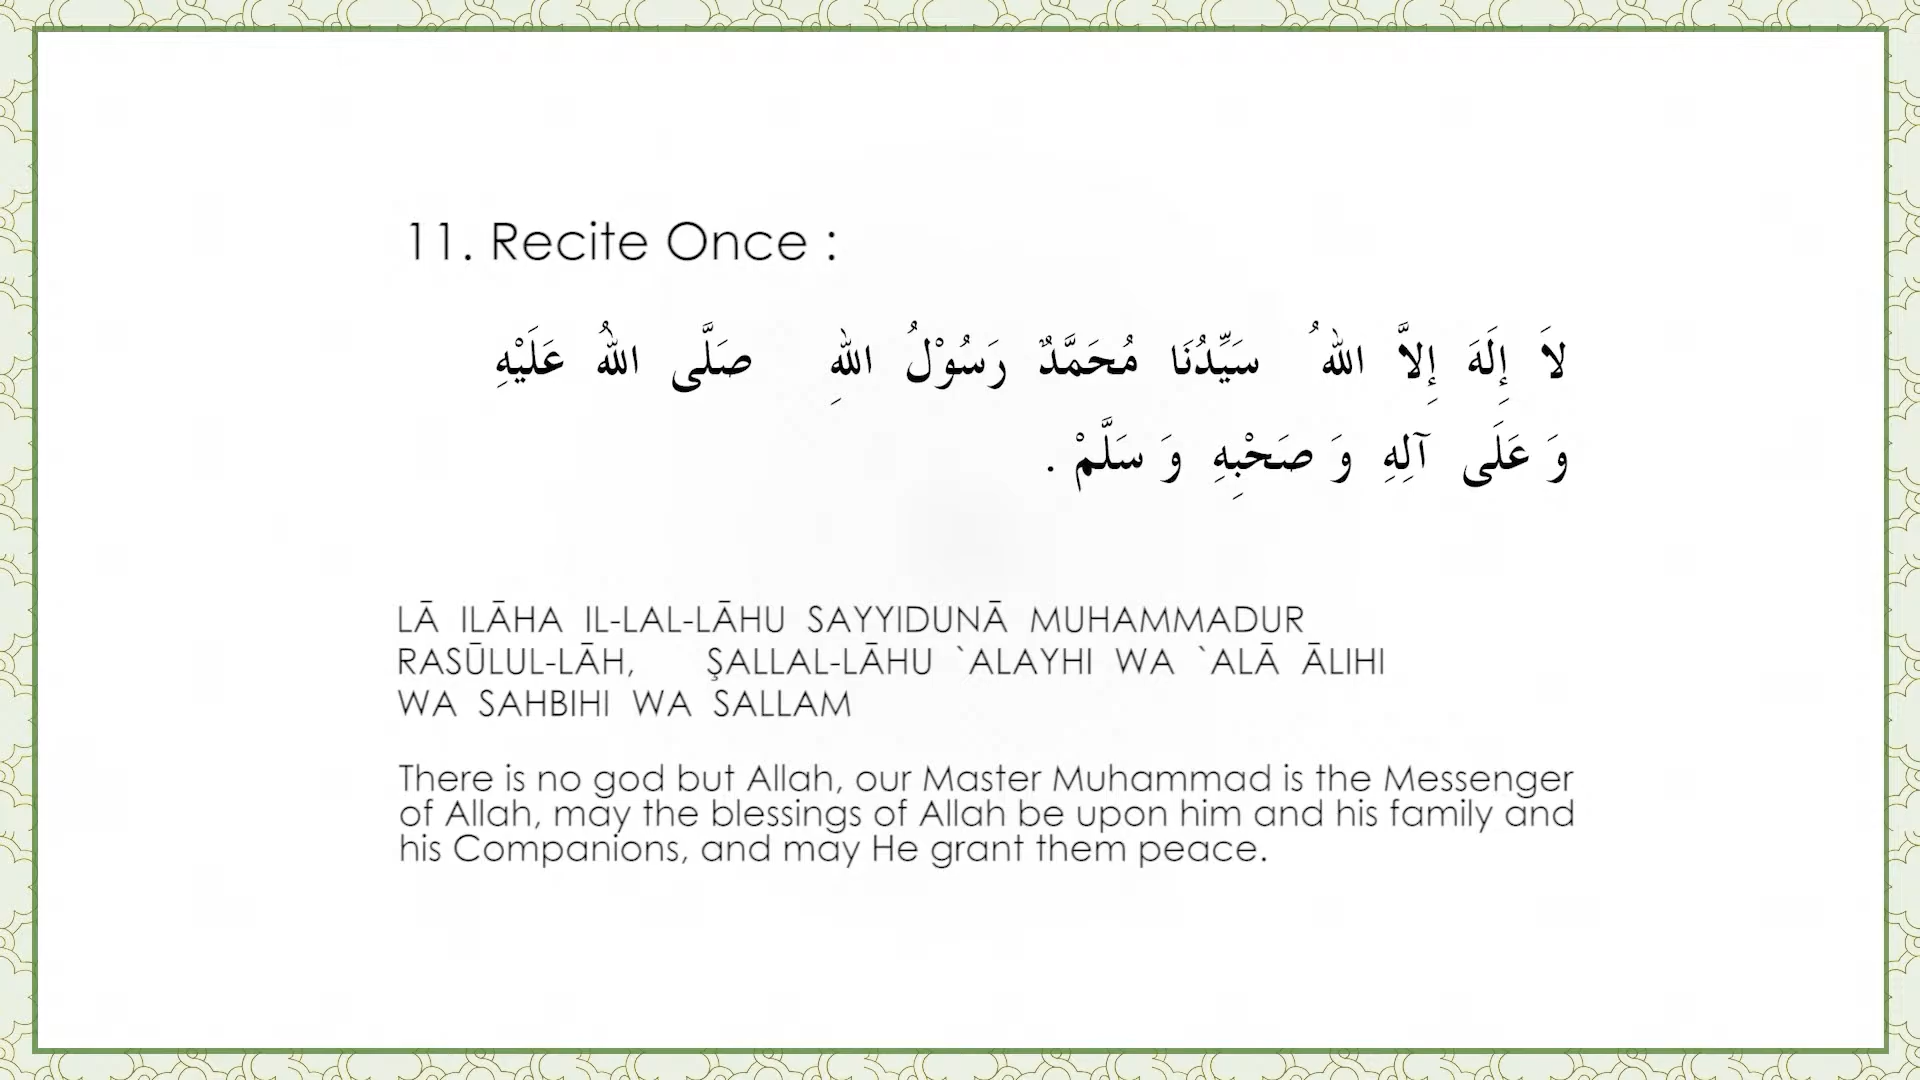 11. Recite Once :
لاَ إِلَهَ إِلاَّ اللهُ سَيِّدُنَا مُحَمَّدٌ رَسُوْلُ اللهِ صَلَّى اللهُ عَلَيْهِ
وَ عَلَى آلِهِ وَ صَحْبِهِ وَ سَلَّمْ .
LĀ ILĀHA IL-LAL-LĀHU SAYYIDUNĀ MUHAMMADUR
RASŪLUL-LĀH, ŞALLAL-LĀHU `ALAYHI WA `ALĀ ĀLIHI
WA SAHBIHI WA SALLAM
There is no god but Allah, our Master Muhammad is the Messenger
of Allah, may the blessings of Allah be upon him and his family and
his Companions, and may He grant them peace.